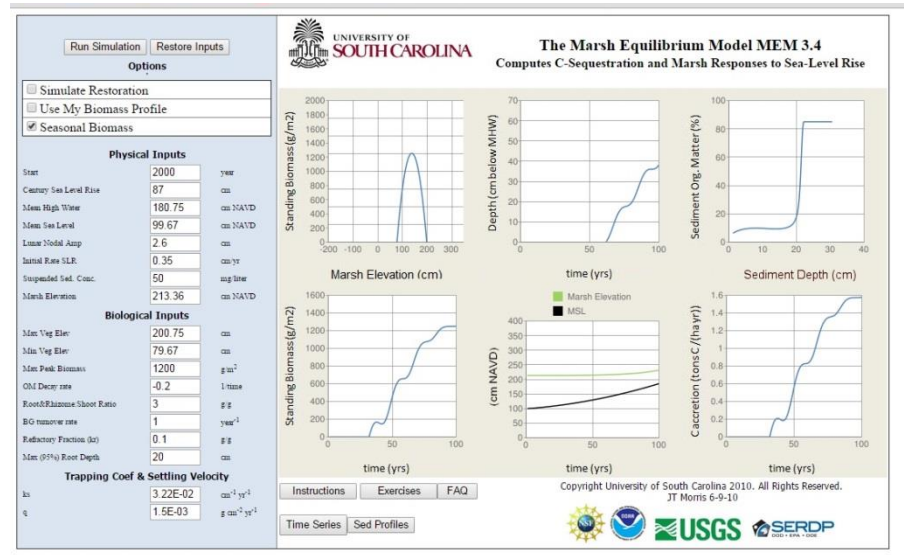 UNIVERSITY OF
SOUTH CAROLINA
The Marsh Equilibrium Model MEM 3.4
Computes C-Sequestration and Marsh Responses to Sea-Level Rise
Run Simulation Restore Inputs
Options
Simulate Restoration
Use My Biomass Profile
Seasonal Biomass
Physical Inputs
Start 2000 year
Century Sea Level Rise 87 cm
Mean High Water 180.75 cm NAVD
Mean Sea Level 99.67 cm NAVD
Lunar Nodal Amp 2.6 cm
Initial Rate SLR 0.35 cm/yr
Suspended Sed. Conc. 50 mg/liter
Marsh Elevation 213.36 cm NAVD
Biological Inputs
Max Veg Elev 200.75 cm
Min Veg Elev 79.67 cm
Max Peak Biomass 1200 g/m2
OM Decay rate -0.2 1/time
Root&Rhizome:Shoot Ratio 3 g/g
BG turnover rate 1 year-1
Refractory Fraction (kr) 0.1 g/g
Max (95%) Root Depth 20 cm
Trapping Coef & Settling Velocity
ks 3.22E-02 cm-1 yr-1
q 1.5E-03 g cm-2 yr-1
Standing Biomass (g/m2)
2000
1800
1600
1400
1200
1000
800
600
400
200
0
-200 -100 0 100 200 300
Marsh Elevation (cm)
Depth (cm below MHW)
70
60
50
40
30
20
10
0
0 50 100
time (yrs)
Sediment Org. Matter (%)
100
80
60
40
20
0
0 10 20 30 40
Sediment Depth (cm)
Standing Biomass (g/m2)
1600
1400
1200
1000
800
600
400
200
0
0 50 100
time (yrs)
Marsh Elevation
MSL
(cm NAVD)
400
350
300
250
200
150
100
50
0
0 50 100
time (yrs)
C accretion (tons C /(ha yr))
1.6
1.4
1.2
1
0.8
0.6
0.4
0.2
0
0 50 100
time (yrs)
Instructions Exercises FAQ
Time Series Sed Profiles
Copyright University of South Carolina 2010. All Rights Reserved.
JT Morris 6-9-10
NSF
USGS
SERDP
DOD • EPA • DOE